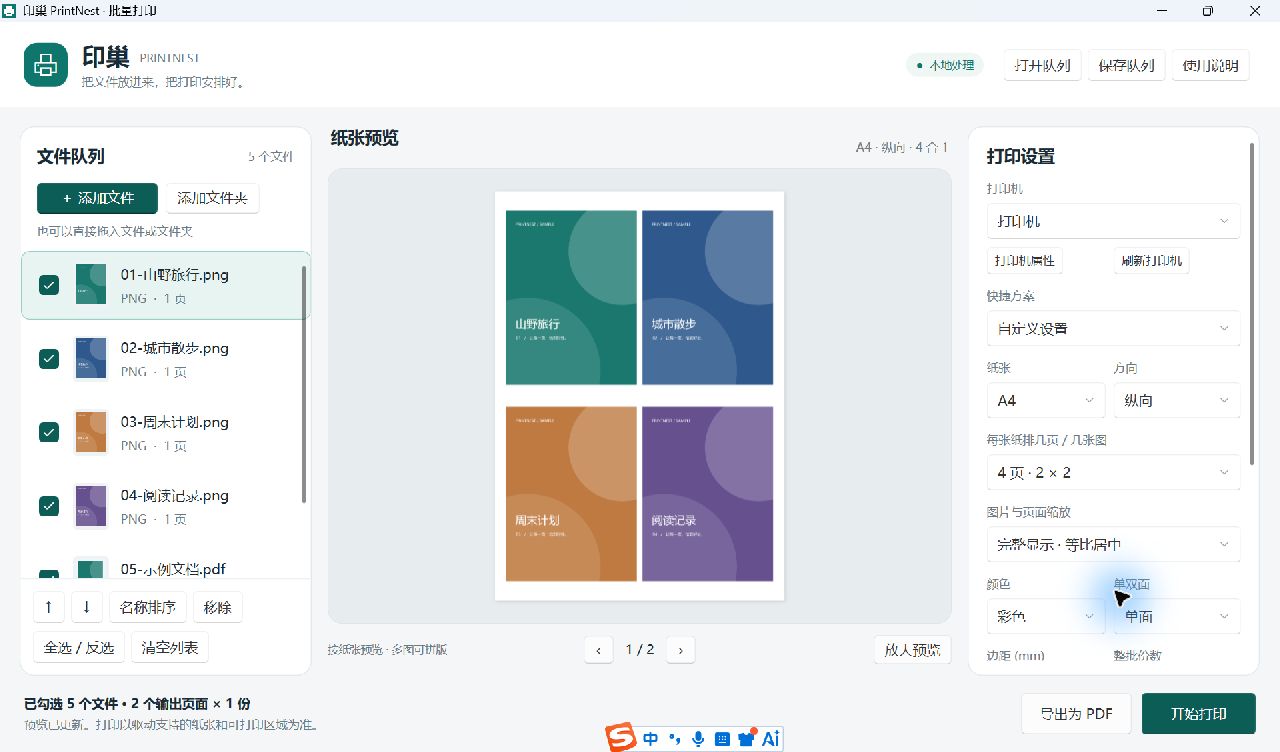 印巢 PrintNest · 批量打印
印巢 PRINTNEST
把文件放进来，把打印安排好。
本地处理
打开队列
保存队列
使用说明
文件队列
5 个文件
+ 添加文件
添加文件夹
也可以直接拖入文件或文件夹
01-山野旅行.png
PNG · 1 页
02-城市散步.png
PNG · 1 页
03-周末计划.png
PNG · 1 页
04-阅读记录.png
PNG · 1 页
05-示例文档.pdf
↑
↓
名称排序
移除
全选 / 反选
清空列表
纸张预览
A4 · 纵向 · 4 合 1
PRINTNEST / SAMPLE
山野旅行
PRINTNEST / SAMPLE
城市散步
PRINTNEST / SAMPLE
周末计划
PRINTNEST / SAMPLE
阅读记录
按纸张预览 · 多图可拼版
‹
1 / 2
›
放大预览
打印设置
打印机
打印机
打印机属性
刷新打印机
快捷方案
自定义设置
纸张
方向
A4
纵向
每张纸排几页 / 几张图
4 页 · 2 × 2
图片与页面缩放
完整显示 · 等比居中
颜色
单双面
彩色
单面
边距 (mm)
整批份数
已勾选 5 个文件 • 2 个输出页面 × 1 份
预览已更新。打印以驱动支持的纸张和可打印区域为准。
导出为 PDF
开始打印
S 中 Ai